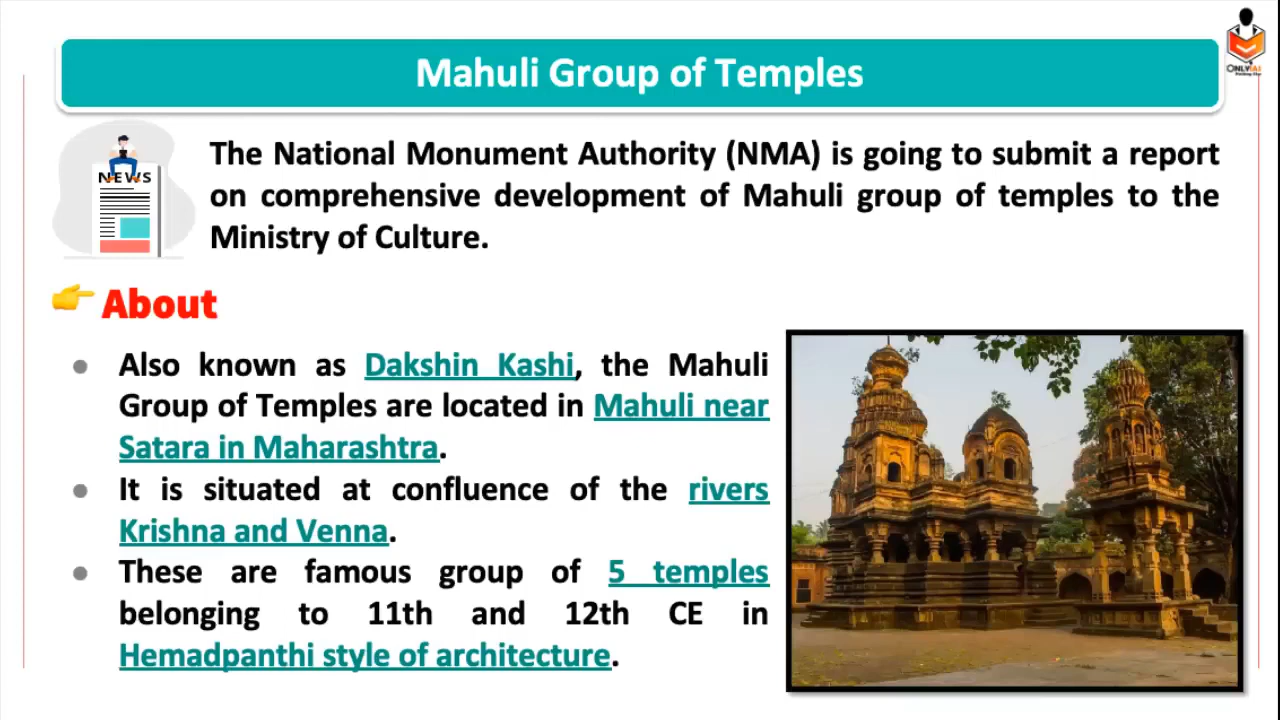 Mahuli Group of Temples
ONLYIAS
NEWS
The National Monument Authority (NMA) is going to submit a report
on comprehensive development of Mahuli group of temples to the
Ministry of Culture.
About
Also known as Dakshin Kashi, the Mahuli
Group of Temples are located in Mahuli near
Satara in Maharashtra.
It is situated at confluence of the rivers
Krishna and Venna.
These are famous group of 5 temples
belonging to 11th and 12th CE in
Hemadpanthi style of architecture.